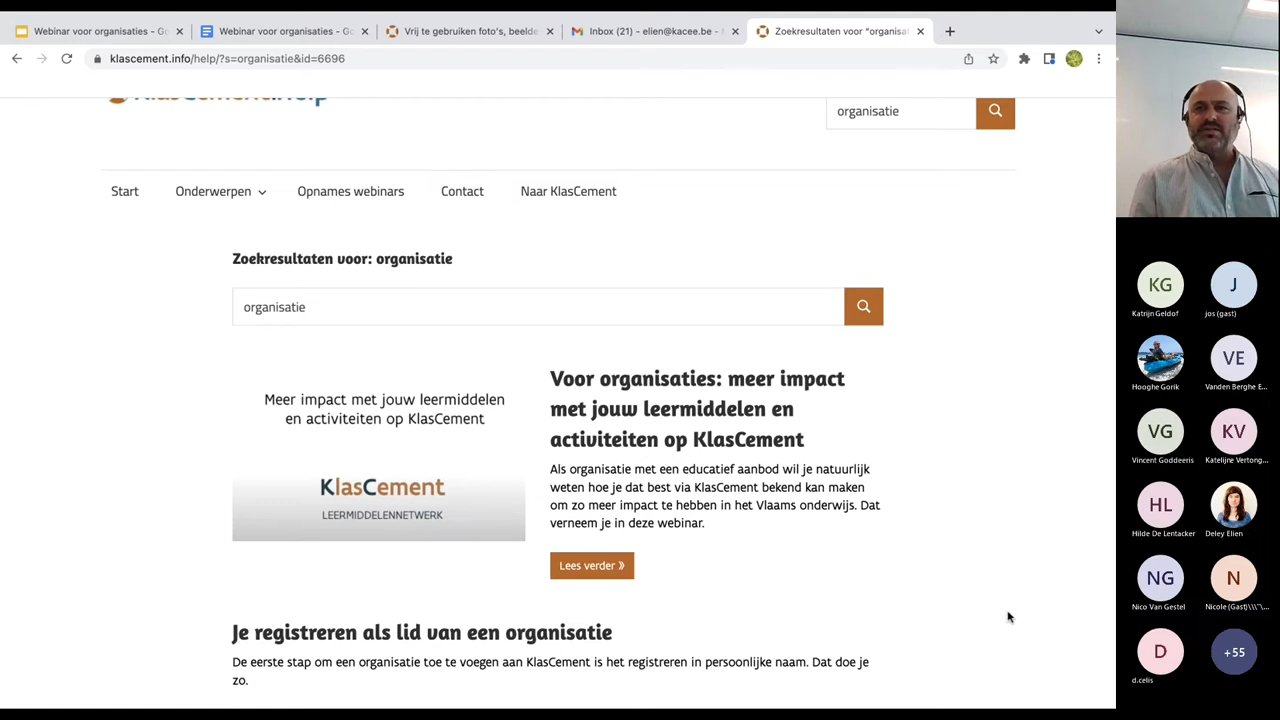 Webinar voor organisaties - Go
Webinar voor organisaties - Go
Vrij te gebruiken foto's, beelde
Inbox (21) – elien@kacee.be –
Zoekresultaten voor "organisat
klascement.info/help/?s=organisatie&id=6696
organisatie
Start
Onderwerpen
Opnames webinars
Contact
Naar KlasCement
Zoekresultaten voor: organisatie
organisatie
Meer impact met jouw leermiddelen
en activiteiten op KlasCement
KlasCement
LEERMIDDELENNETWERK
Voor organisaties: meer impact
met jouw leermiddelen en
activiteiten op KlasCement
Als organisatie met een educatief aanbod wil je natuurlijk
weten hoe je dat best via KlasCement bekend kan maken
om zo meer impact te hebben in het Vlaams onderwijs. Dat
verneem je in deze webinar.
Lees verder »
Je registreren als lid van een organisatie
De eerste stap om een organisatie toe te voegen aan KlasCement is het registreren in persoonlijke naam. Dat doe je
zo.
KG
Katrijn Geldof
J
jos (gast)
Hooghe Gorik
VE
Vanden Berghe E...
VG
Vincent Goddeeris
KV
Katelijne Vertong...
HL
Hilde De Lentacker
Deley Elien
NG
Nico Van Gestel
N
Nicole (Gast)\\\"\...
D
d.celis
+55